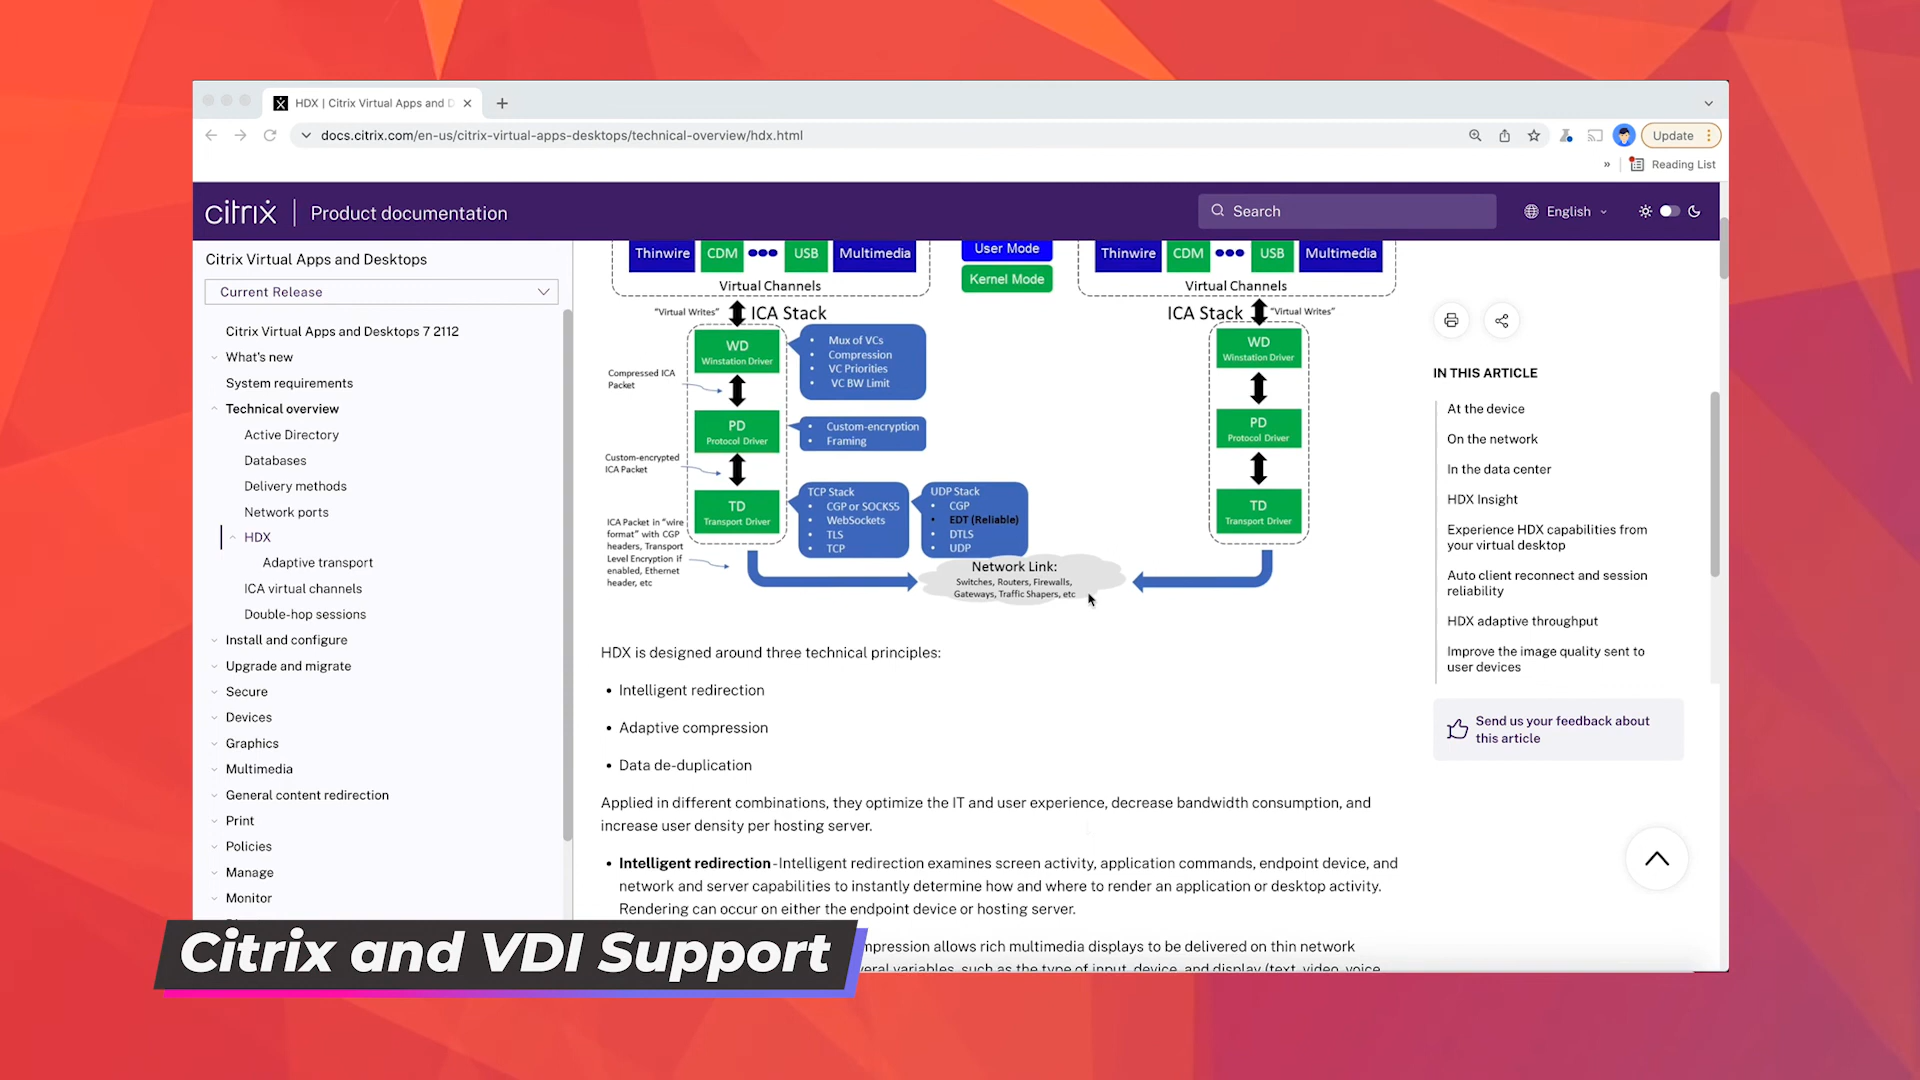 HDX | Citrix Virtual Apps and D
docs.citrix.com/en-us/citrix-virtual-apps-desktops/technical-overview/hdx.html
Update
»
Reading List
citrix
Product documentation
Search
English
Citrix Virtual Apps and Desktops
Current Release
Citrix Virtual Apps and Desktops 7 2112
What's new
System requirements
Technical overview
Active Directory
Databases
Delivery methods
Network ports
HDX
Adaptive transport
ICA virtual channels
Double-hop sessions
Install and configure
Upgrade and migrate
Secure
Devices
Graphics
Multimedia
General content redirection
Print
Policies
Manage
Monitor
Thinwire
CDM
USB
Multimedia
Virtual Channels
User Mode
Kernel Mode
Thinwire
CDM
USB
Multimedia
Virtual Channels
"Virtual Writes"
ICA Stack
WD
Winstation Driver
• Mux of VCs
• Compression
• VC Priorities
• VC BW Limit
Compressed ICA
Packet
PD
Protocol Driver
• Custom-encryption
• Framing
Custom-encrypted
ICA Packet
TD
Transport Driver
TCP Stack
• CGP or SOCKS5
• WebSockets
• TLS
• TCP
UDP Stack
• CGP
• EDT (Reliable)
• DTLS
• UDP
ICA Packet in "wire
format" with CGP
headers, Transport
Level Encryption if
enabled, Ethernet
header, etc
Network Link:
Switches, Routers, Firewalls,
Gateways, Traffic Shapers, etc
ICA Stack
"Virtual Writes"
WD
Winstation Driver
PD
Protocol Driver
TD
Transport Driver
HDX is designed around three technical principles:
• Intelligent redirection
• Adaptive compression
• Data de-duplication
Applied in different combinations, they optimize the IT and user experience, decrease bandwidth consumption, and
increase user density per hosting server.
• Intelligent redirection - Intelligent redirection examines screen activity, application commands, endpoint device, and
network and server capabilities to instantly determine how and where to render an application or desktop activity.
Rendering can occur on either the endpoint device or hosting server.
mpression allows rich multimedia displays to be delivered on thin network
veral variables, such as the type of input, device, and display (text, video, voice,
IN THIS ARTICLE
At the device
On the network
In the data center
HDX Insight
Experience HDX capabilities from
your virtual desktop
Auto client reconnect and session
reliability
HDX adaptive throughput
Improve the image quality sent to
user devices
Send us your feedback about
this article
Citrix and VDI Support